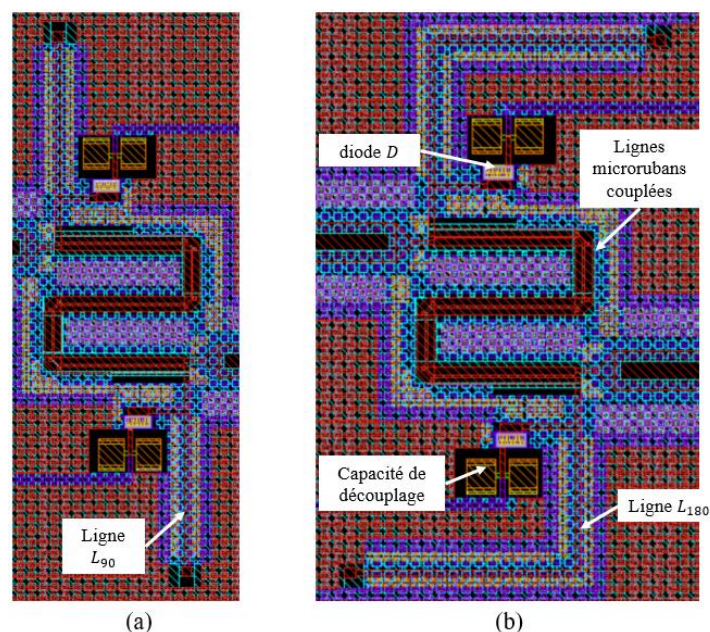 diode D
Lignes
microrubans
couplées
Capacité de
découplage
Ligne
L₉₀
Ligne L₁₈₀
(a)
(b)